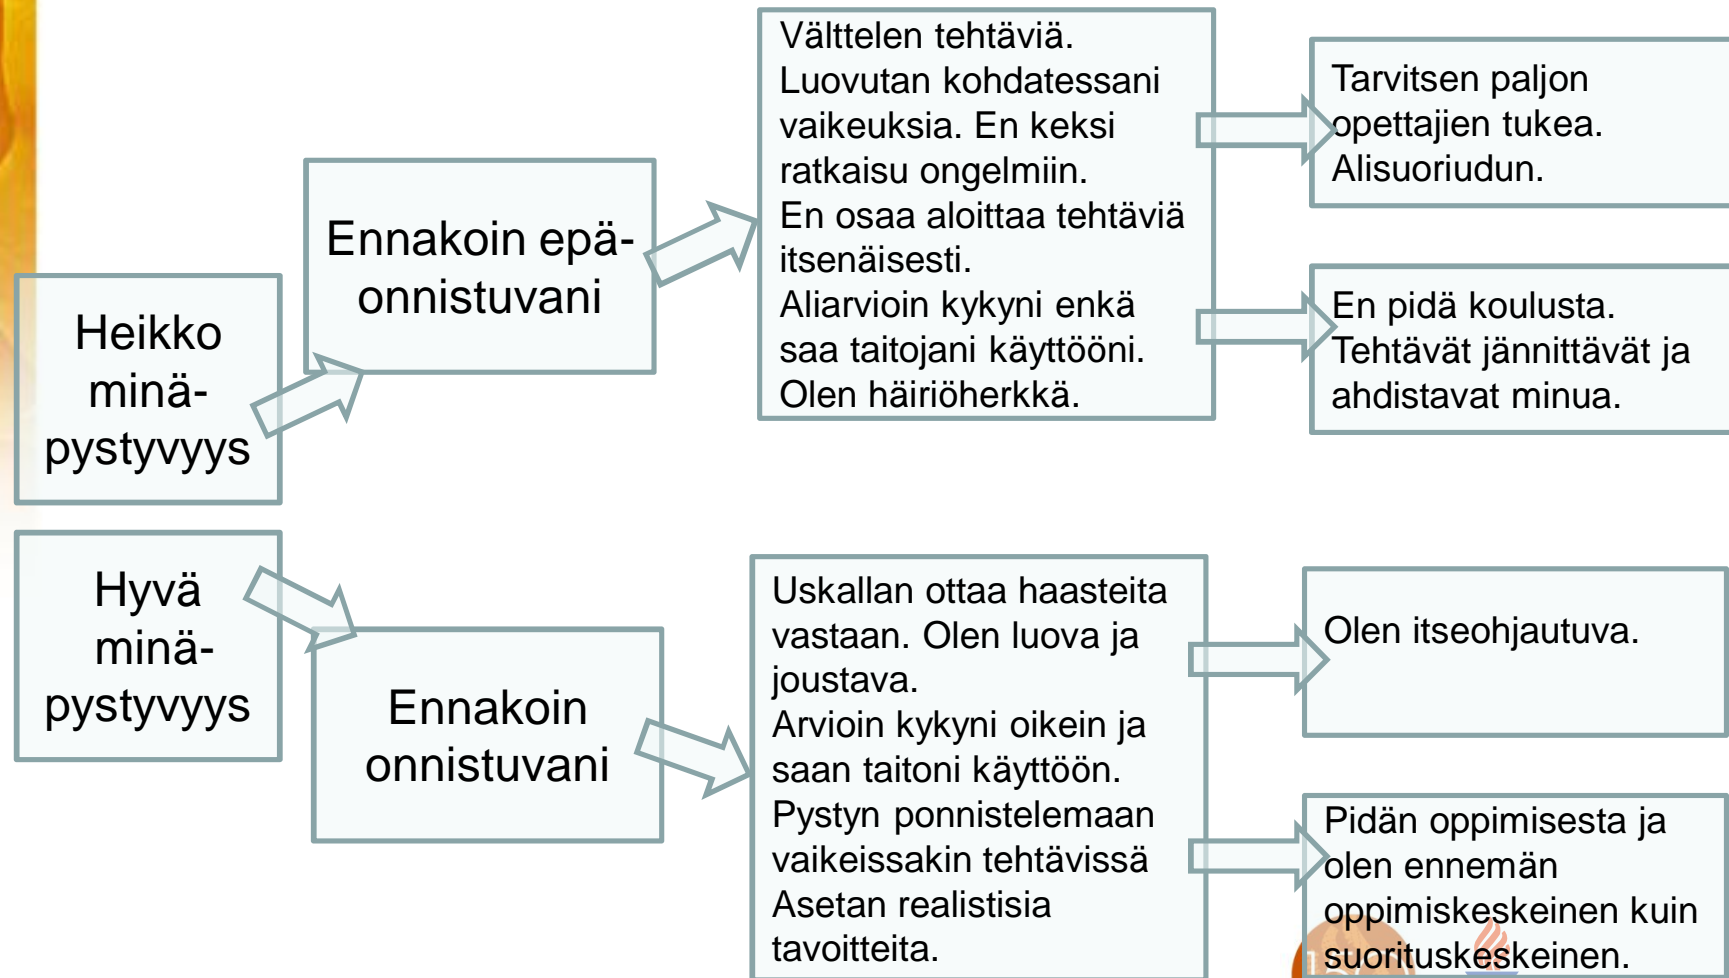 Heikko
minä-
pystyvyys
Ennakoin epä-
onnistuvani
Välttelen tehtäviä.
Luovutan kohdatessani
vaikeuksia. En keksi
ratkaisu ongelmiin.
En osaa aloittaa tehtäviä
itsenäisesti.
Aliarvioin kykyni enkä
saa taitojani käyttööni.
Olen häiriöherkkä.
Tarvitsen paljon
opettajien tukea.
Alisuoriudun.
En pidä koulusta.
Tehtävät jännittävät ja
ahdistavat minua.
Hyvä
minä-
pystyvyys
Ennakoin
onnistuvani
Uskallan ottaa haasteita
vastaan. Olen luova ja
joustava.
Arvioin kykyni oikein ja
saan taitoni käyttöön.
Pystyn ponnistelemaan
vaikeissakin tehtävissä
Asetan realistisia
tavoitteita.
Olen itseohjautuva.
Pidän oppimisesta ja
olen ennemän
oppimiskeskeinen kuin
suorituskeskeinen.